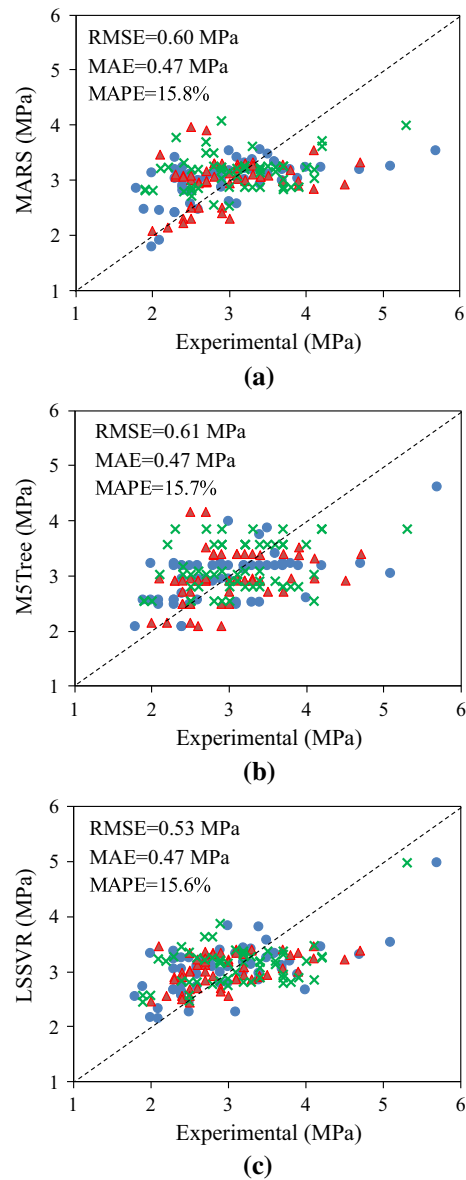 6
RMSE=0.60 MPa
5
MAE=0.47 MPa
MAPE=15.8%
4
MARS (MPa)
3
2
1
1 2 3 4 5 6
Experimental (MPa)
(a)
6
RMSE=0.61 MPa
5
MAE=0.47 MPa
MAPE=15.7%
4
M5Tree (MPa)
3
2
1
1 2 3 4 5 6
Experimental (MPa)
(b)
6
RMSE=0.53 MPa
5
MAE=0.47 MPa
MAPE=15.6%
4
LSSVR (MPa)
3
2
1
1 2 3 4 5 6
Experimental (MPa)
(c)